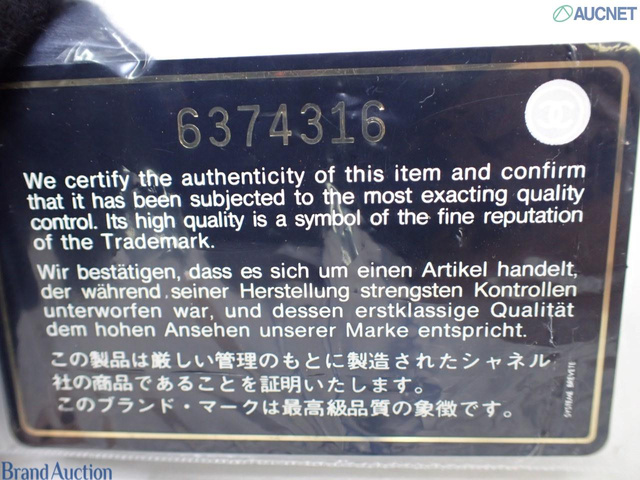 AUCNET
6374316
We certify the authenticity of this item and confirm
that it has been subjected to the most exacting quality
control. Its high quality is a symbol of the fine reputation
of the Trademark.
Wir bestätigen, dass es sich um einen Artikel handelt,
der während seiner Herstellung strengsten Kontrollen
unterworfen war, und dessen erstklassige Qualität
dem hohen Ansehen unserer Marke entspricht.
この製品は厳しい管理のもとに製造されたシャネル
社の商品であることを証明いたします。
このブランド・マークは最高級品質の象徴です。
SYSTEME BREVETE
Brand Auction